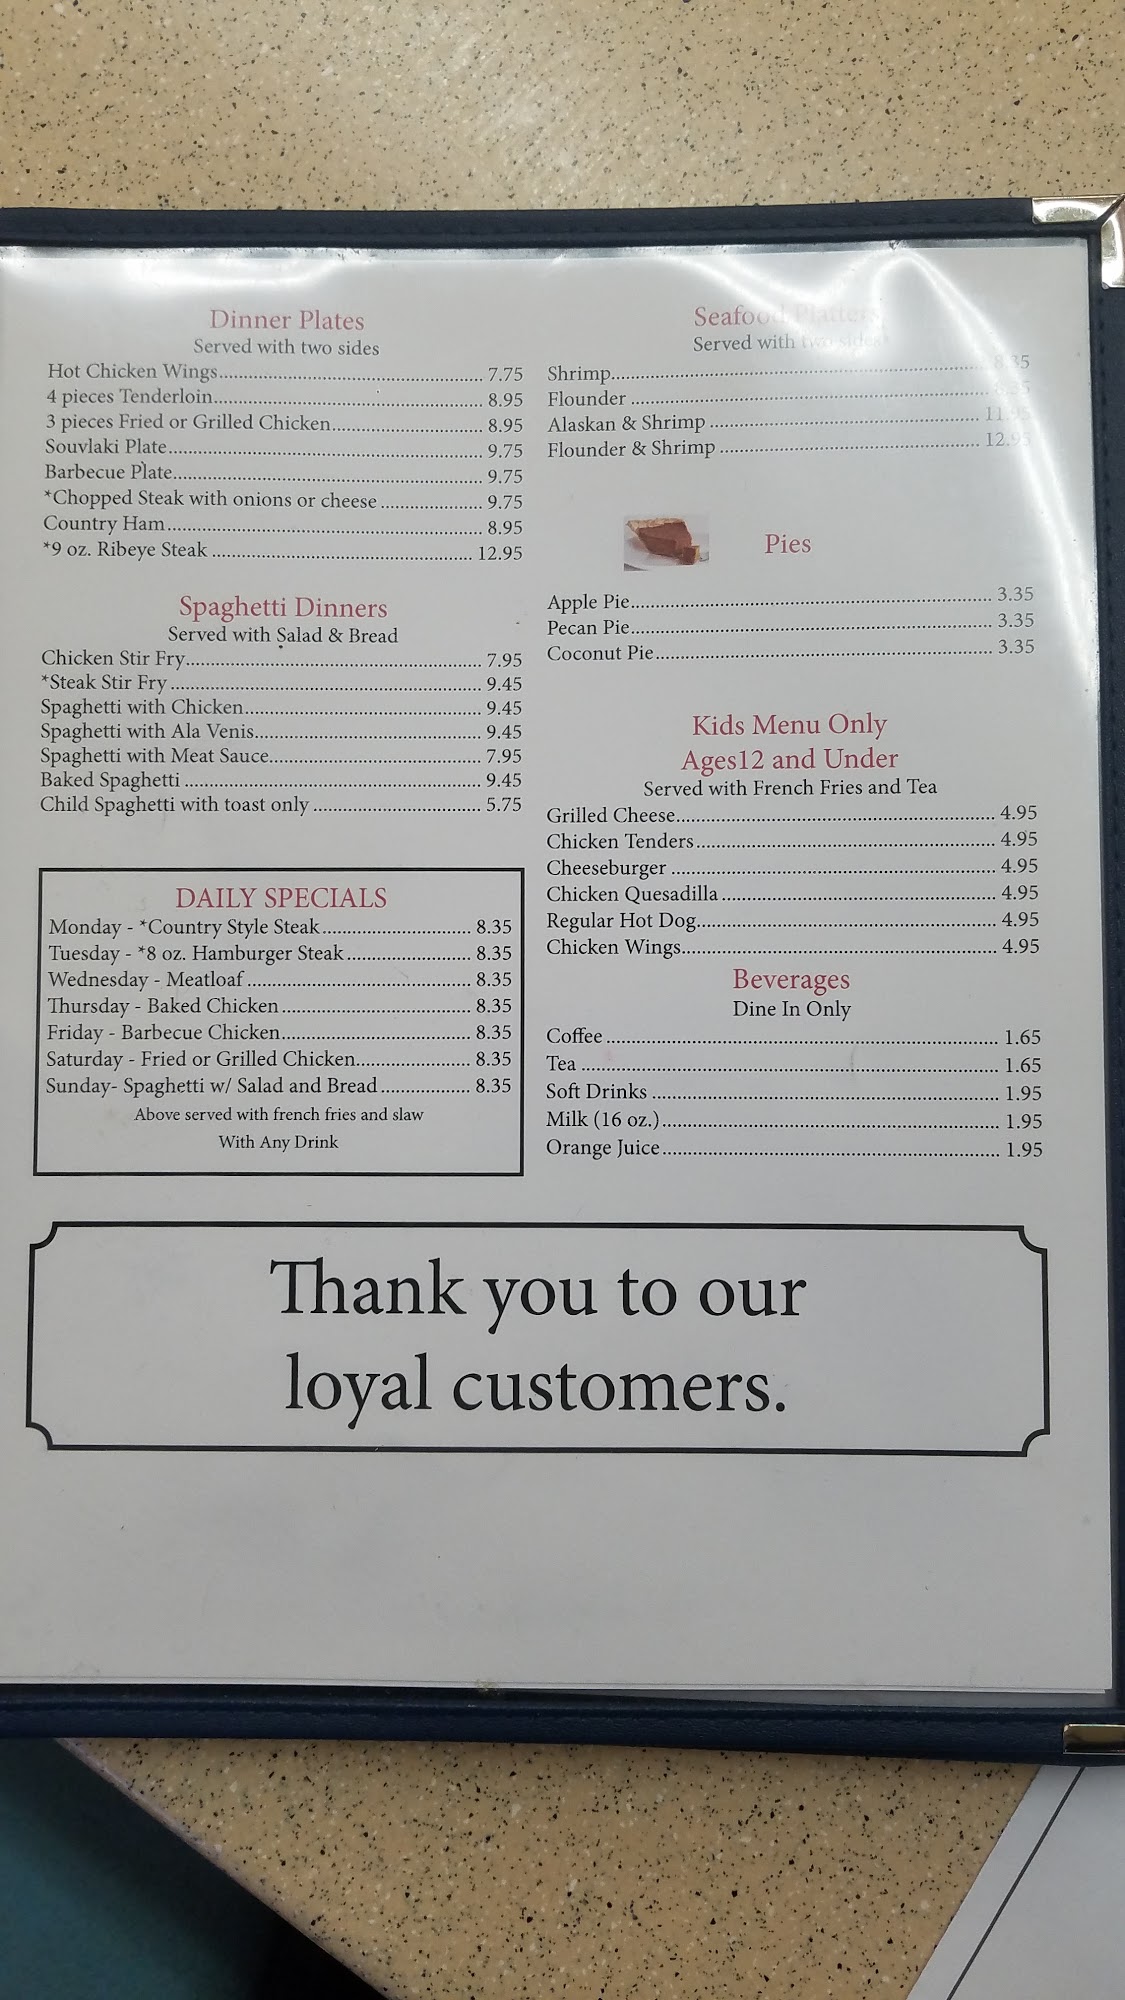 Dinner Plates
Served with two sides
Hot Chicken Wings 7.75
4 pieces Tenderloin 8.95
3 pieces Fried or Grilled Chicken 8.95
Souvlaki Plate 9.75
Barbecue Plate 9.75
*Chopped Steak with onions or cheese 9.75
Country Ham 8.95
*9 oz. Ribeye Steak 12.95
Spaghetti Dinners
Served with Salad & Bread
Chicken Stir Fry 7.95
*Steak Stir Fry 9.45
Spaghetti with Chicken 9.45
Spaghetti with Ala Venis 9.45
Spaghetti with Meat Sauce 7.95
Baked Spaghetti 9.45
Child Spaghetti with toast only 5.75
DAILY SPECIALS
Monday - *Country Style Steak 8.35
Tuesday - *8 oz. Hamburger Steak 8.35
Wednesday - Meatloaf 8.35
Thursday - Baked Chicken 8.35
Friday - Barbecue Chicken 8.35
Saturday - Fried or Grilled Chicken 8.35
Sunday- Spaghetti w/ Salad and Bread 8.35
Above served with french fries and slaw
With Any Drink
Seafood Platters
Served with two sides
Shrimp 8.35
Flounder
Alaskan & Shrimp 11.95
Flounder & Shrimp 12.95
Pies
Apple Pie 3.35
Pecan Pie 3.35
Coconut Pie 3.35
Kids Menu Only
Ages12 and Under
Served with French Fries and Tea
Grilled Cheese 4.95
Chicken Tenders 4.95
Cheeseburger 4.95
Chicken Quesadilla 4.95
Regular Hot Dog 4.95
Chicken Wings 4.95
Beverages
Dine In Only
Coffee 1.65
Tea 1.65
Soft Drinks 1.95
Milk (16 oz.) 1.95
Orange Juice 1.95
Thank you to our
loyal customers.